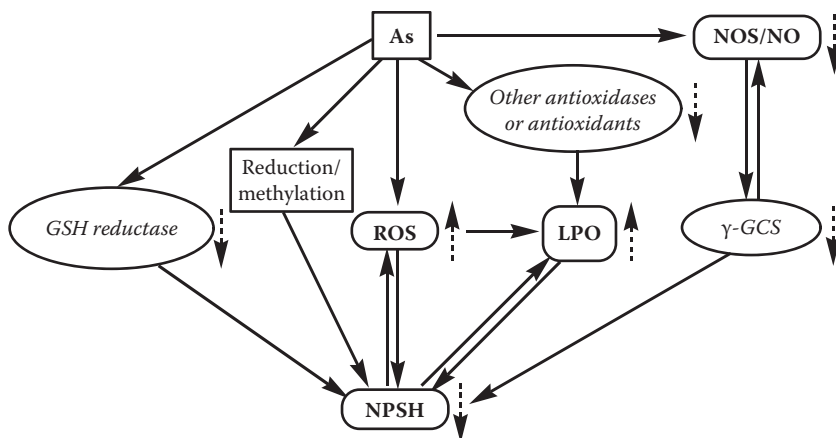 As
NOS/NO
Other antioxidases
or antioxidants
Reduction/
methylation
GSH reductase
ROS
LPO
γ-GCS
NPSH